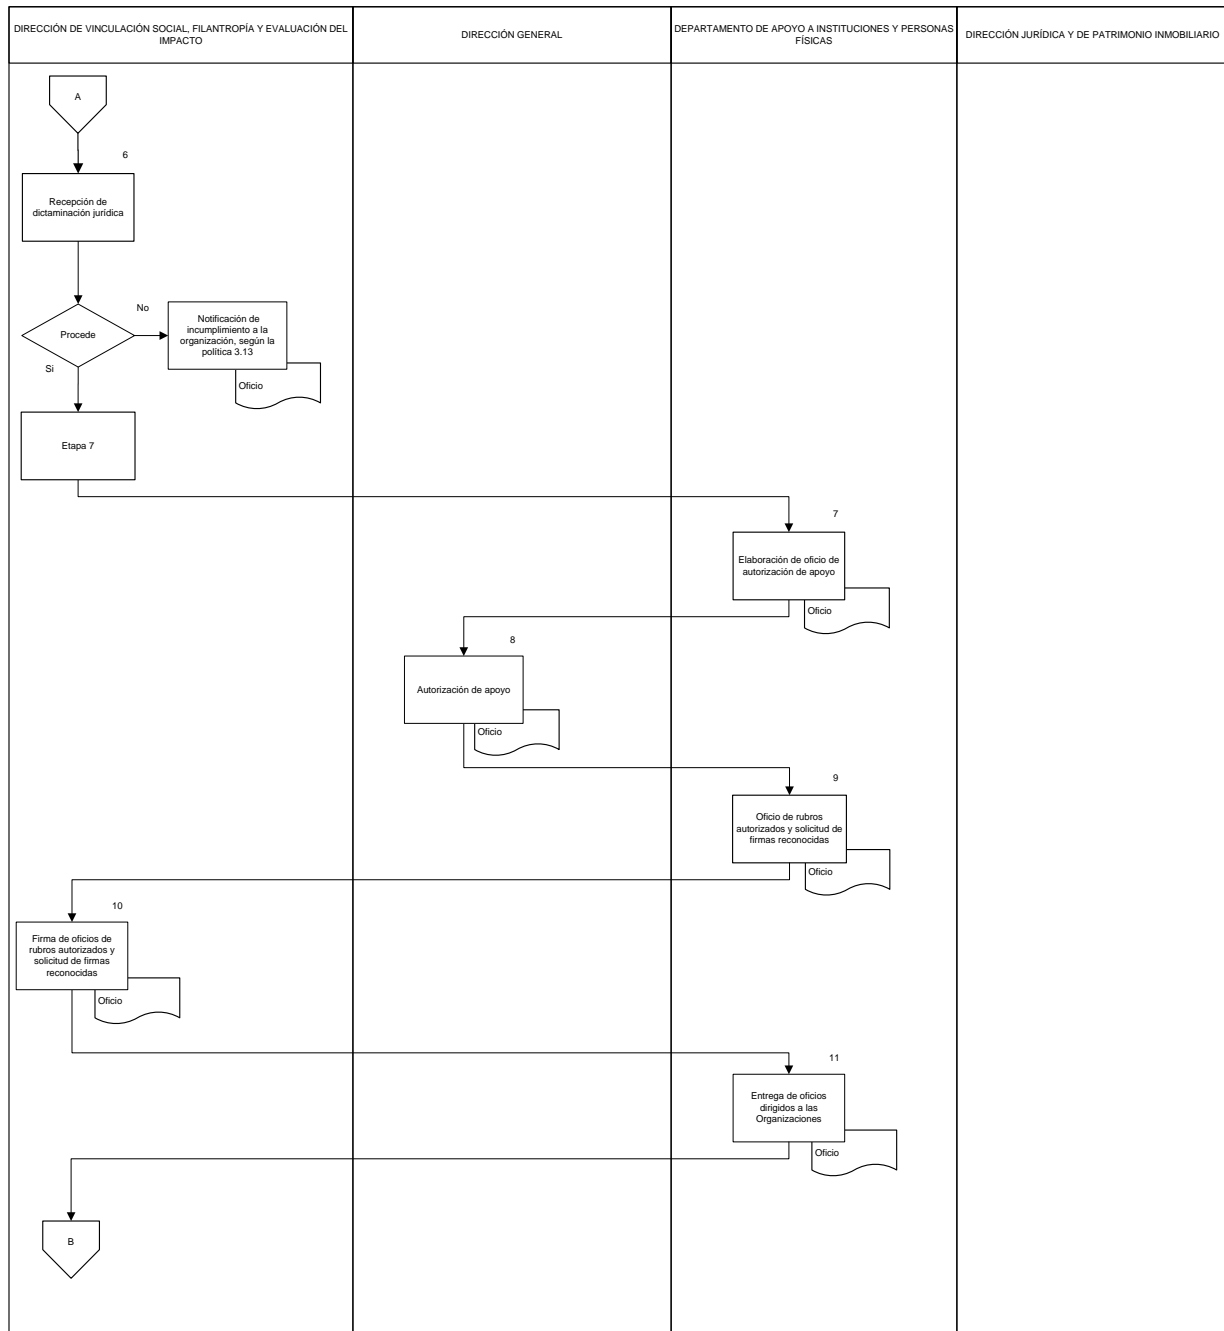 DIRECCIÓN DE VINCULACIÓN SOCIAL, FILANTROPÍA Y EVALUACIÓN DEL
IMPACTO
DIRECCIÓN GENERAL
DEPARTAMENTO DE APOYO A INSTITUCIONES Y PERSONAS
FÍSICAS
DIRECCIÓN JURÍDICA Y DE PATRIMONIO INMOBILIARIO
A
6
Recepción de
dictaminación jurídica
Procede
No
Notificación de
incumplimiento a la
organización, según la
política 3.13
Oficio
Si
Etapa 7
7
Elaboración de oficio de
autorización de apoyo
Oficio
8
Autorización de apoyo
Oficio
9
Oficio de rubros
autorizados y solicitud de
firmas reconocidas
Oficio
10
Firma de oficios de
rubros autorizados y
solicitud de firmas
reconocidas
Oficio
11
Entrega de oficios
dirigidos a las
Organizaciones
Oficio
B